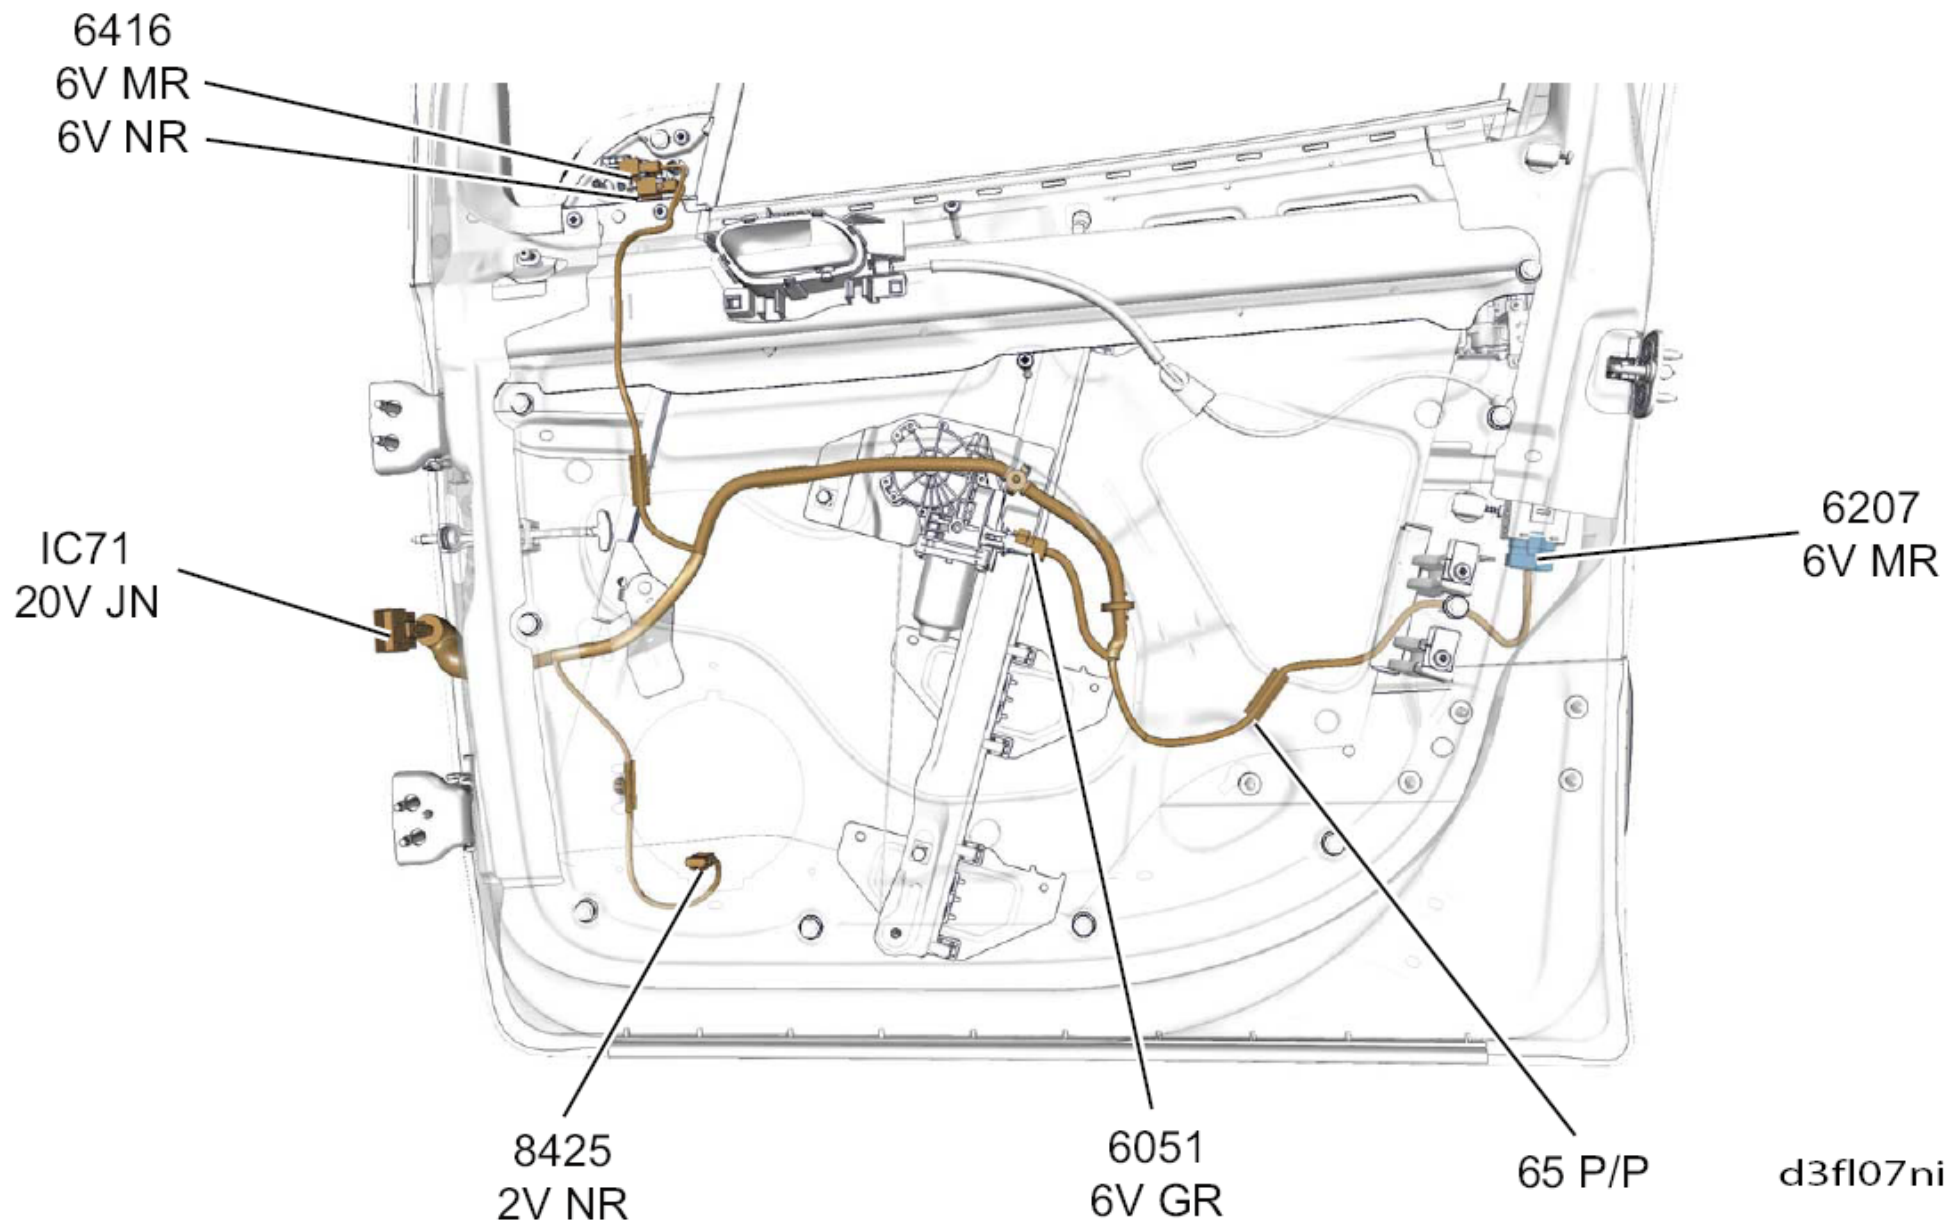 6416
6V MR
6V NR
IC71
20V JN
6207
6V MR
8425
2V NR
6051
6V GR
65 P/P
d3fl07ni